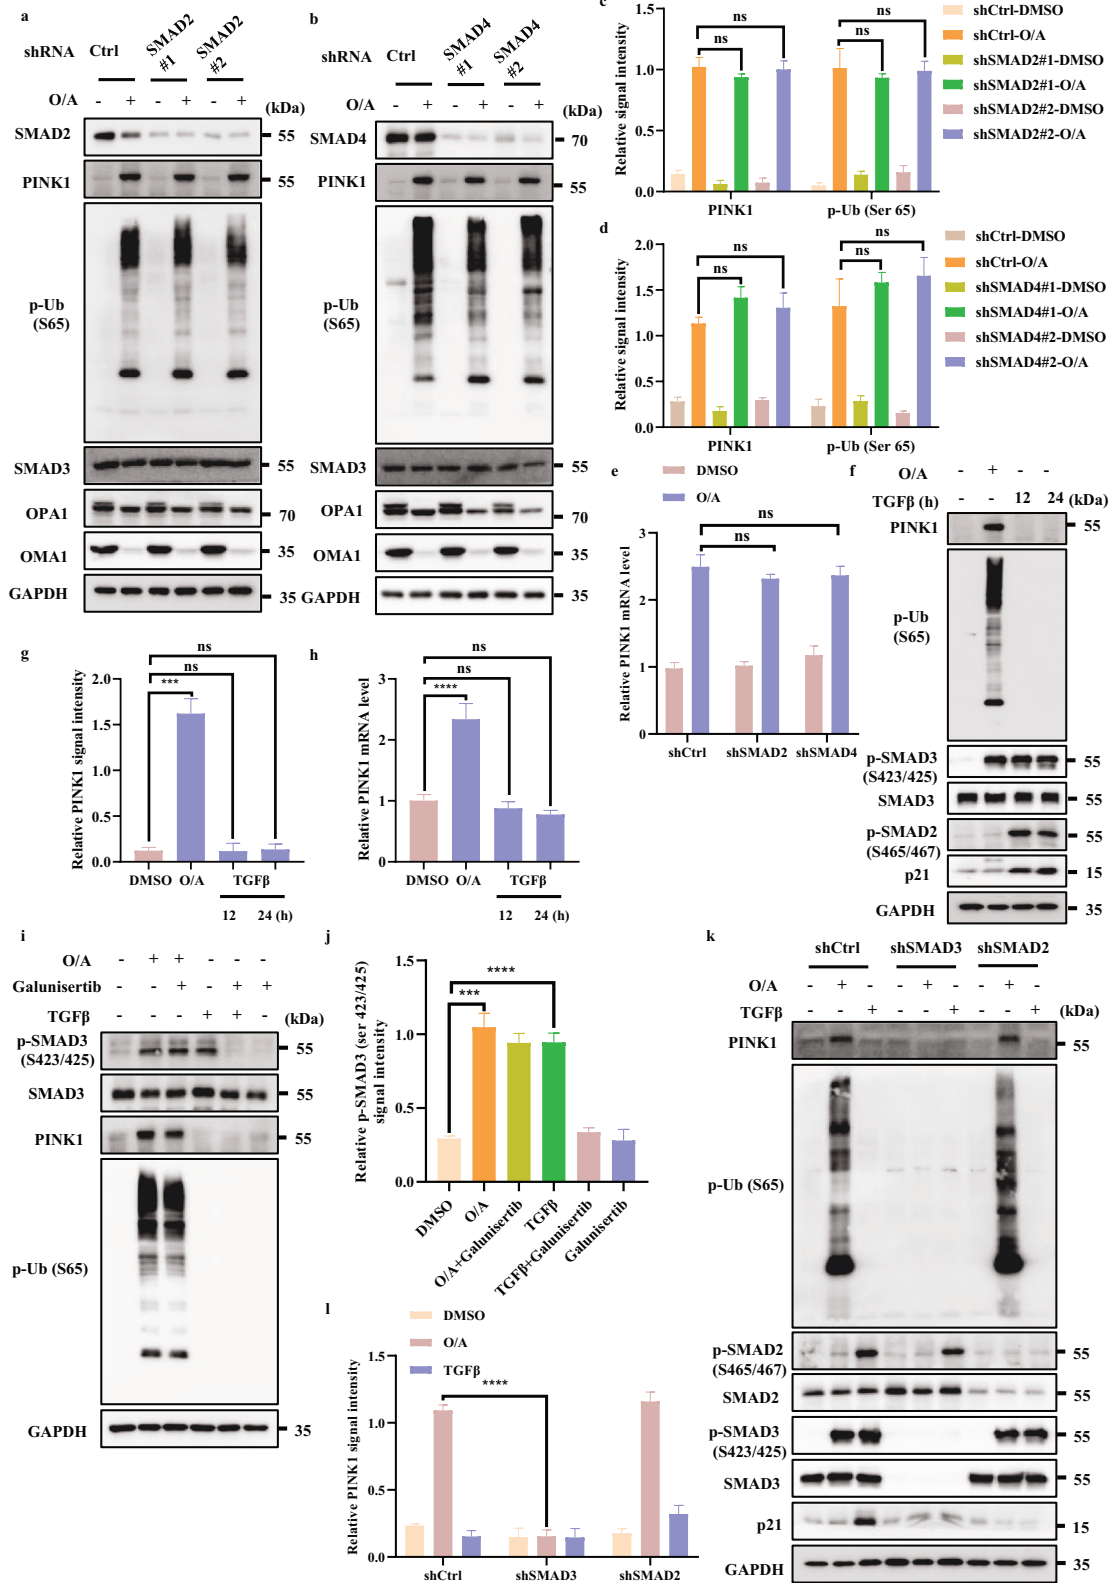 a
shRNA
Ctrl
SMAD2 #1
SMAD2 #2
O/A
- + - + - +
(kDa)
SMAD2
55
PINK1
55
p-Ub
(S65)
SMAD3
55
OPA1
70
OMA1
35
GAPDH
35
b
shRNA
Ctrl
SMAD4 #1
SMAD4 #2
O/A
- + - + - +
(kDa)
SMAD4
70
PINK1
55
p-Ub
(S65)
SMAD3
55
OPA1
70
OMA1
35
GAPDH
35
c
Relative signal intensity
1.5
1.0
0.5
0.0
ns
ns
ns
ns
PINK1
p-Ub (Ser 65)
shCtrl-DMSO
shCtrl-O/A
shSMAD2#1-DMSO
shSMAD2#1-O/A
shSMAD2#2-DMSO
shSMAD2#2-O/A
d
Relative signal intensity
2.0
1.5
1.0
0.5
0.0
ns
ns
ns
ns
PINK1
p-Ub (Ser 65)
shCtrl-DMSO
shCtrl-O/A
shSMAD4#1-DMSO
shSMAD4#1-O/A
shSMAD4#2-DMSO
shSMAD4#2-O/A
e
DMSO
O/A
Relative PINK1 mRNA level
3
2
1
0
ns
ns
shCtrl
shSMAD2
shSMAD4
f
O/A
- + - -
TGFβ (h)
- - 12 24
(kDa)
PINK1
55
p-Ub
(S65)
p-SMAD3
(S423/425)
55
SMAD3
55
p-SMAD2
(S465/467)
55
p21
15
GAPDH
35
g
Relative PINK1 signal intensity
2.0
1.5
1.0
0.5
0.0
ns
ns
***
DMSO
O/A
TGFβ
12
24 (h)
h
Relative PINK1 mRNA level
3
2
1
0
ns
ns
****
DMSO
O/A
TGFβ
12
24 (h)
i
O/A
- + + - - -
Galunisertib
- - + - + +
TGFβ
- - - + + -
(kDa)
p-SMAD3
(S423/425)
55
SMAD3
55
PINK1
55
p-Ub (S65)
GAPDH
35
j
Relative p-SMAD3 (ser 423/425)
signal intensity
1.5
1.0
0.5
0.0
****
***
DMSO
O/A
O/A+Galunisertib
TGFβ
TGFβ+Galunisertib
Galunisertib
k
shCtrl
shSMAD3
shSMAD2
O/A
- + - - + - - + -
TGFβ
- - + - - + - - +
(kDa)
PINK1
55
p-Ub (S65)
p-SMAD2
(S465/467)
55
SMAD2
55
p-SMAD3
(S423/425)
55
SMAD3
55
p21
15
GAPDH
35
l
DMSO
O/A
TGFβ
Relative PINK1 signal intensity
1.5
1.0
0.5
0.0
****
shCtrl
shSMAD3
shSMAD2